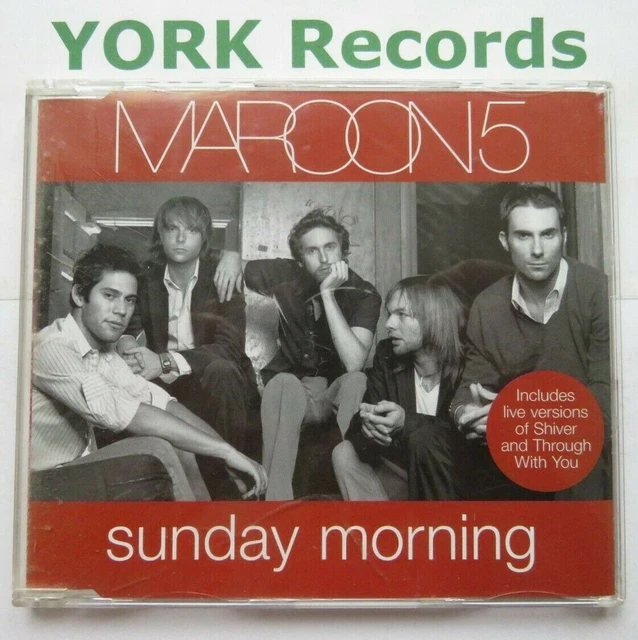 YORK Records
MAROON5
Includes
live versions
of Shiver
and Through
With You
sunday morning